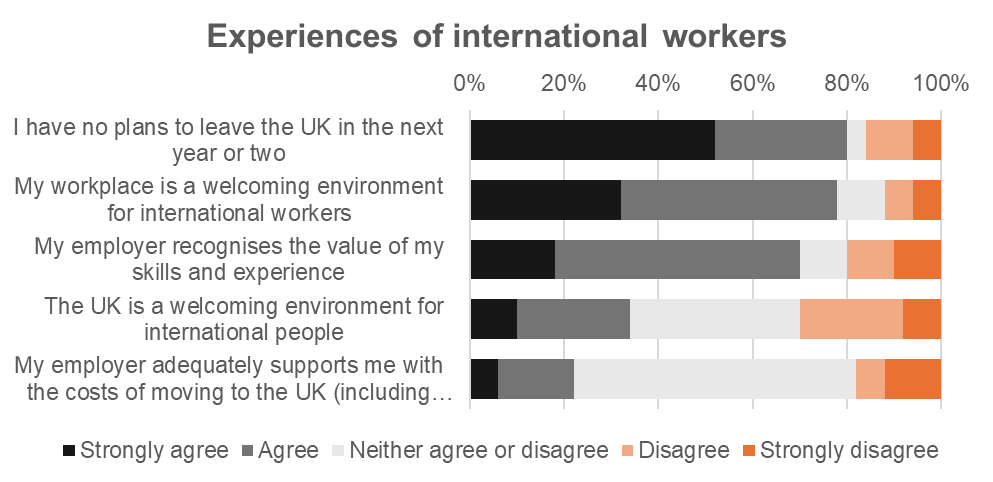 Experiences of international workers
0% 20% 40% 60% 80% 100%
I have no plans to leave the UK in the next
year or two
My workplace is a welcoming environment
for international workers
My employer recognises the value of my
skills and experience
The UK is a welcoming environment for
international people
My employer adequately supports me with
the costs of moving to the UK (including…
Strongly agree Agree Neither agree or disagree Disagree Strongly disagree